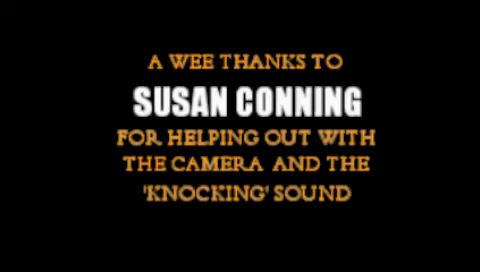 A WEE THANKS TO
SUSAN CONNING
FOR HELPING OUT WITH
THE CAMERA AND THE
'KNOCKING' SOUND